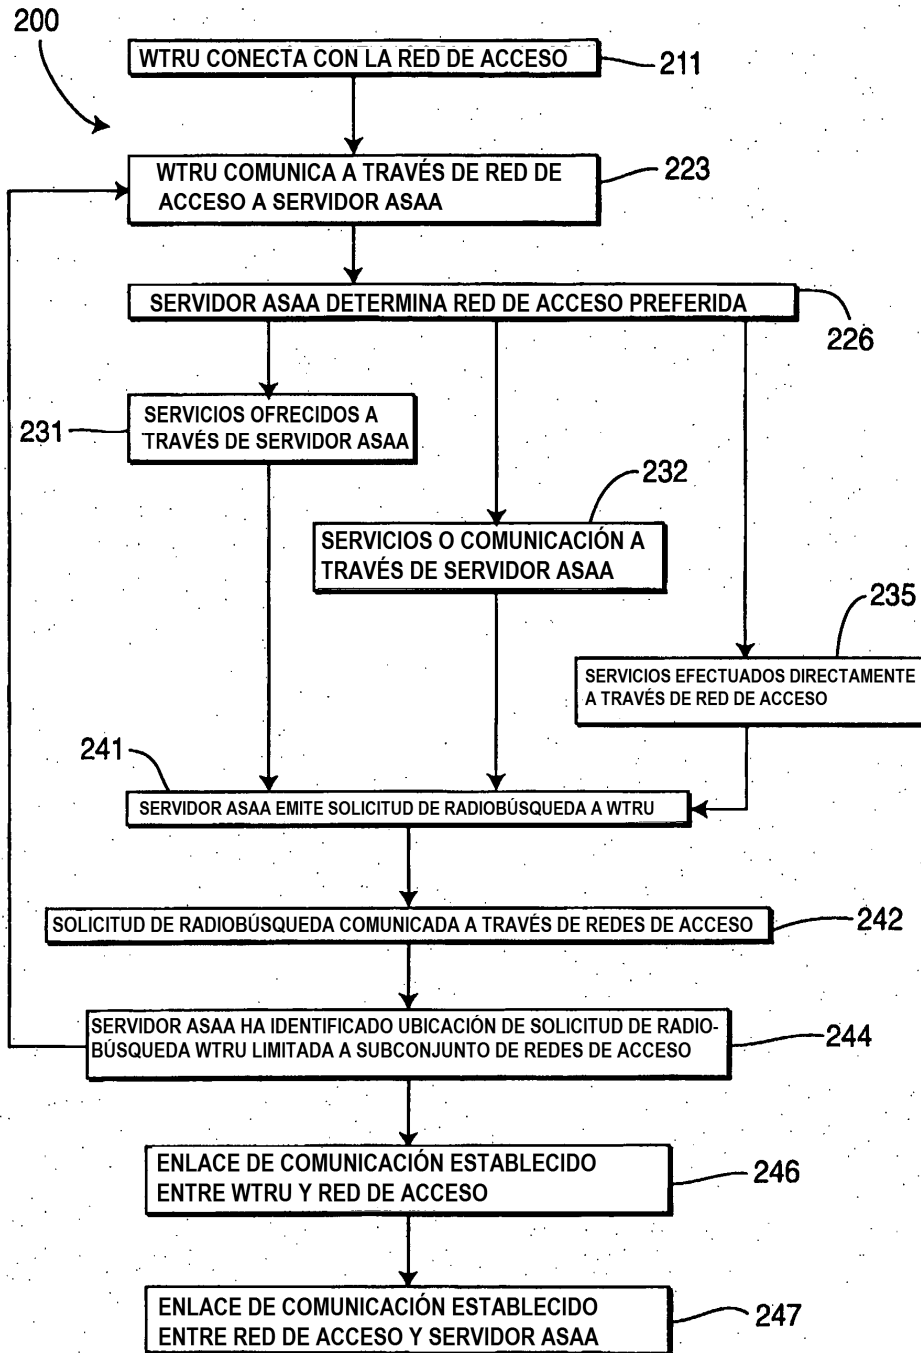 200
WTRU CONECTA CON LA RED DE ACCESO
211
WTRU COMUNICA A TRAVÉS DE RED DE
ACCESO A SERVIDOR ASAA
223
SERVIDOR ASAA DETERMINA RED DE ACCESO PREFERIDA
226
SERVICIOS OFRECIDOS A
TRAVÉS DE SERVIDOR ASAA
231
232
SERVICIOS O COMUNICACIÓN A
TRAVÉS DE SERVIDOR ASAA
235
SERVICIOS EFECTUADOS DIRECTAMENTE
A TRAVÉS DE RED DE ACCESO
241
SERVIDOR ASAA EMITE SOLICITUD DE RADIOBÚSQUEDA A WTRU
SOLICITUD DE RADIOBÚSQUEDA COMUNICADA A TRAVÉS DE REDES DE ACCESO
242
SERVIDOR ASAA HA IDENTIFICADO UBICACIÓN DE SOLICITUD DE RADIO-
BÚSQUEDA WTRU LIMITADA A SUBCONJUNTO DE REDES DE ACCESO
244
ENLACE DE COMUNICACIÓN ESTABLECIDO
ENTRE WTRU Y RED DE ACCESO
246
ENLACE DE COMUNICACIÓN ESTABLECIDO
ENTRE RED DE ACCESO Y SERVIDOR ASAA
247